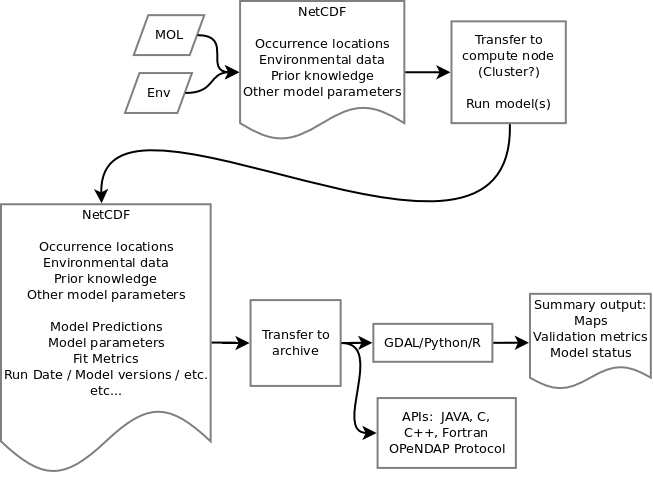 MOL
Env
NetCDF
Occurrence locations
Environmental data
Prior knowledge
Other model parameters
Transfer to
compute node
(Cluster?)
Run model(s)
NetCDF
Occurrence locations
Environmental data
Prior knowledge
Other model parameters
Model Predictions
Model parameters
Fit Metrics
Run Date / Model versions / etc.
etc...
Transfer to
archive
GDAL/Python/R
Summary output:
Maps
Validation metrics
Model status
APIs:  JAVA, C,
C++, Fortran
OPeNDAP Protocol